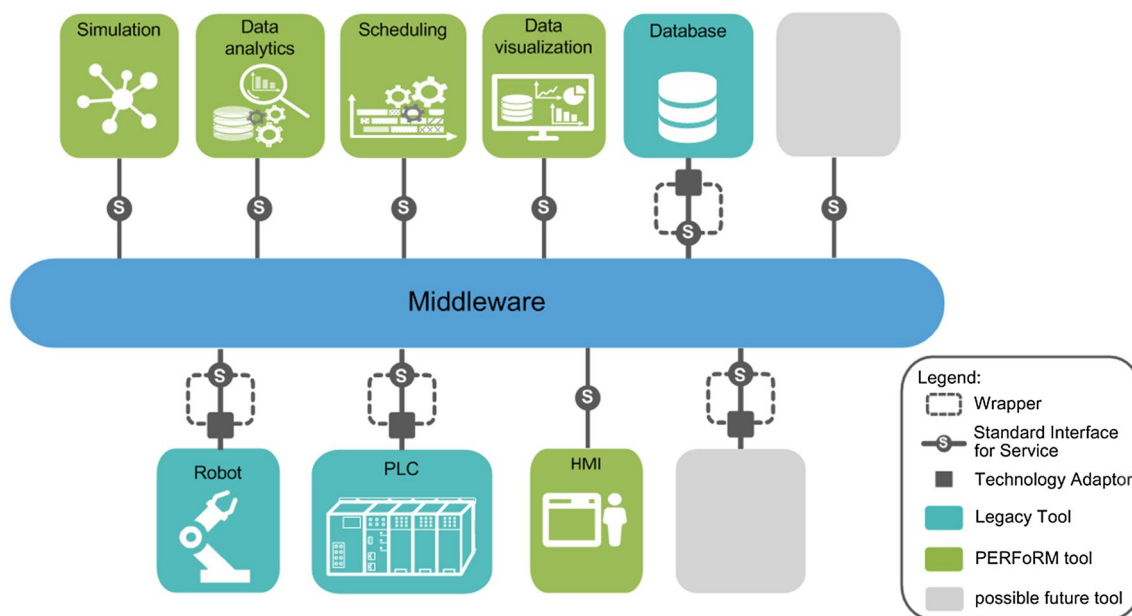 Simulation
Data
analytics
Scheduling
Data
visualization
Database
S
S
S
S
S
S
Middleware
S
S
S
S
Robot
PLC
HMI
Legend:
Wrapper
S
Standard Interface
for Service
Technology Adaptor
Legacy Tool
PERFoRM tool
possible future tool